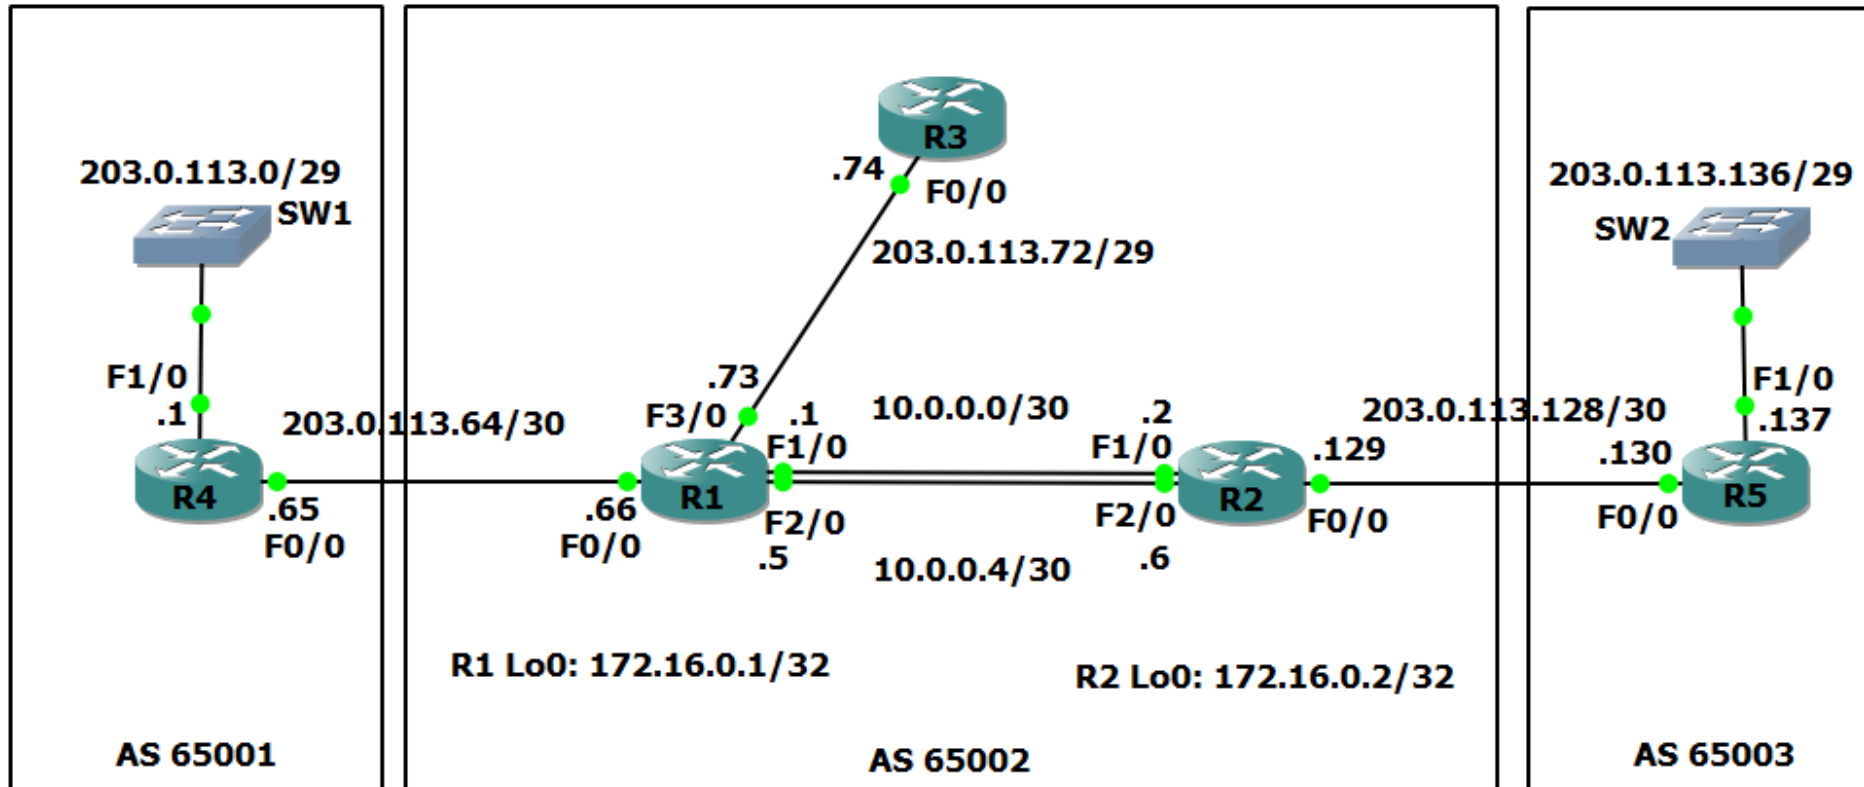 R3
.74
F0/0
203.0.113.0/29
SW1
203.0.113.136/29
SW2
203.0.113.72/29
F1/0
.1
203.0.113.64/30
.73
F3/0
.1
F1/0
10.0.0.0/30
.2
F1/0
203.0.113.128/30
F1/0
.137
R4
.65
F0/0
.66
F0/0
R1
F2/0
.5
10.0.0.4/30
R2
F2/0
.6
.129
F0/0
.130
F0/0
R5
R1 Lo0: 172.16.0.1/32
R2 Lo0: 172.16.0.2/32
AS 65001
AS 65002
AS 65003